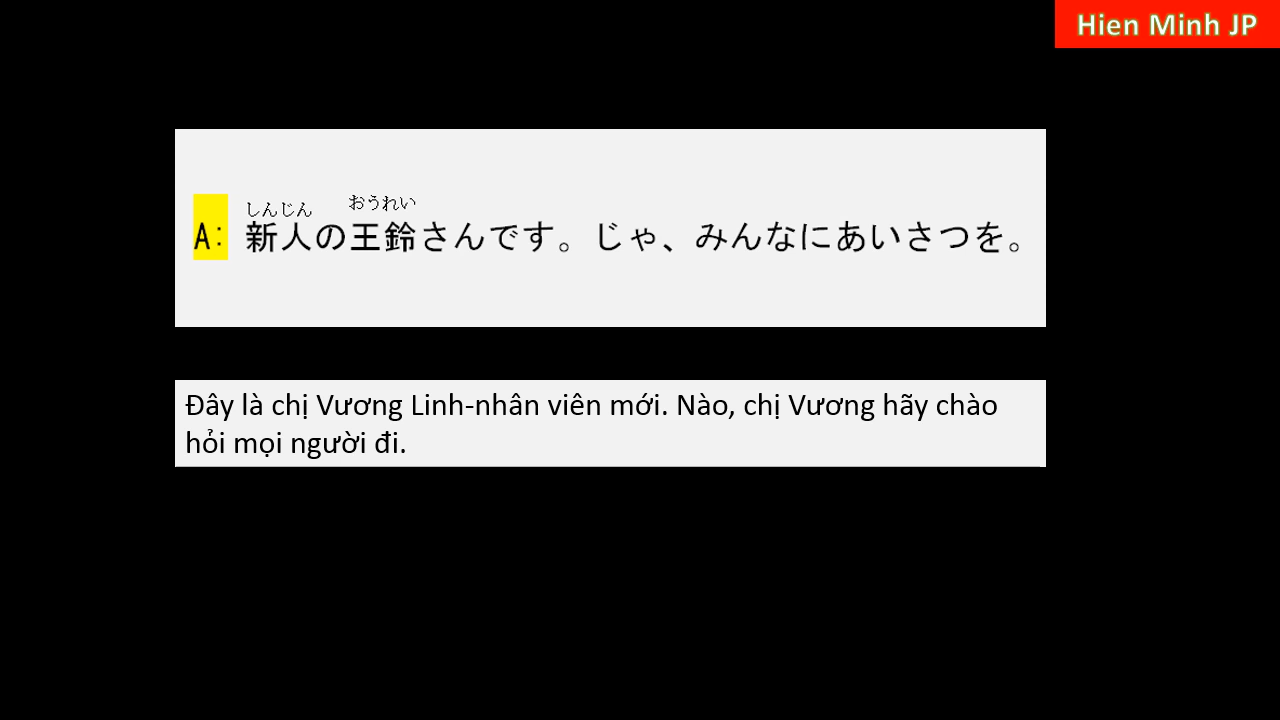 Hien Minh JP
しんじん おうれい
A: 新人の王鈴さんです。じゃ、みんなにあいさつを。
Đây là chị Vương Linh-nhân viên mới. Nào, chị Vương hãy chào
hỏi mọi người đi.